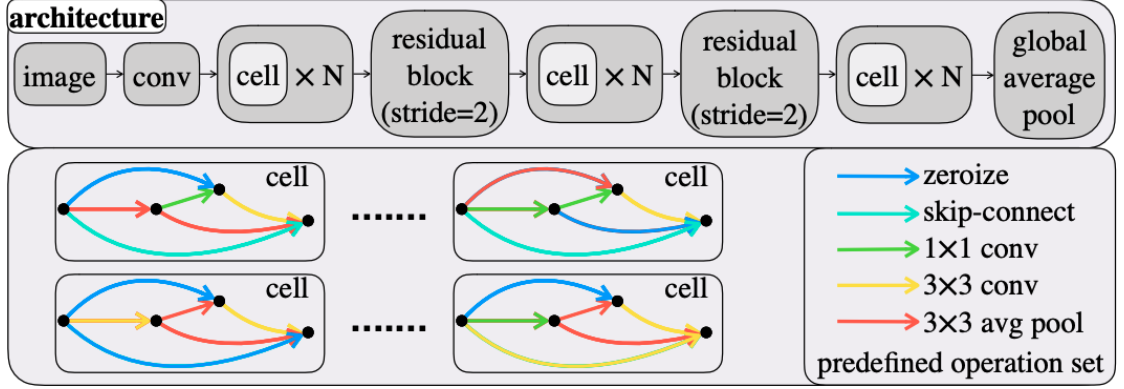 architecture
image
conv
cell × N
residual
block
(stride=2)
cell × N
residual
block
(stride=2)
cell × N
global
average
pool
cell
.......
cell
cell
.......
cell
zeroize
skip-connect
1×1 conv
3×3 conv
3×3 avg pool
predefined operation set